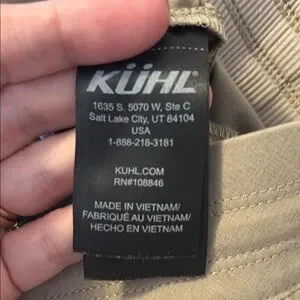 KÜHL
1635 S. 5070 W, Ste C
Salt Lake City, UT 84104
USA
1-888-218-3181
KUHL.COM
RN#108846
MADE IN VIETNAM/
FABRIQUÉ AU VIETNAM/
HECHO EN VIETNAM